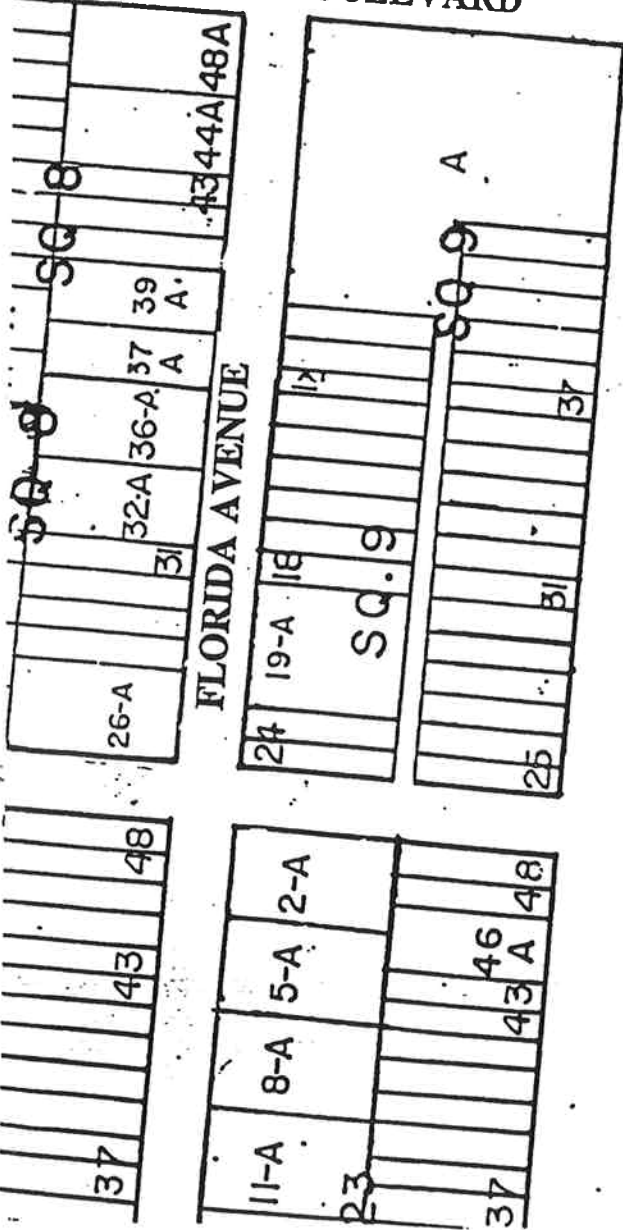 48A
44A
43
SQ 8
39
A
37
A
36-A
SQ 8
32-A
31
26-A
FLORIDA AVENUE
A
SQ 9
37
18
19-A
SQ. 9
24
31
25
48
43
37
2-A
5-A
8-A
11-A
23
48
46
A
43
37